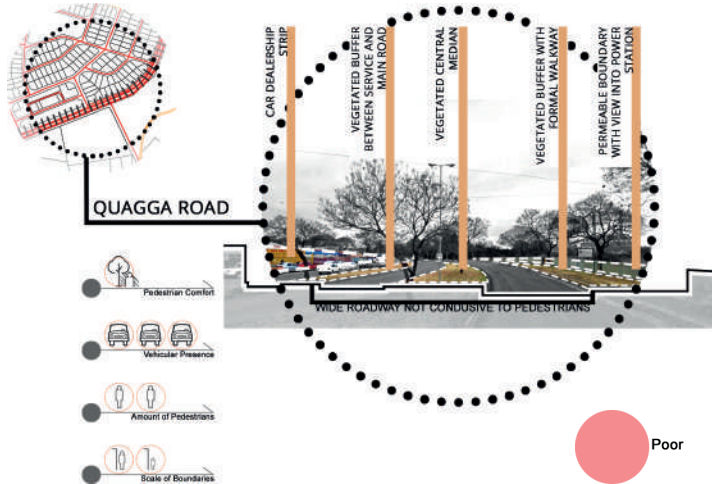 CAR DEALERSHIP
STRIP
VEGETATED BUFFER
BETWEEN SERVICE AND
MAIN ROAD
VEGETATED CENTRAL
MEDIAN
VEGETATED BUFFER WITH
FORMAL WALKWAY
PERMEABLE BOUNDARY
WITH VIEW INTO POWER
STATION
QUAGGA ROAD
WIDE ROADWAY NOT CONDUSIVE TO PEDESTRIANS
Pedestrian Comfort
Vehicular Presence
Amount of Pedestrians
Scale of Boundaries
Poor